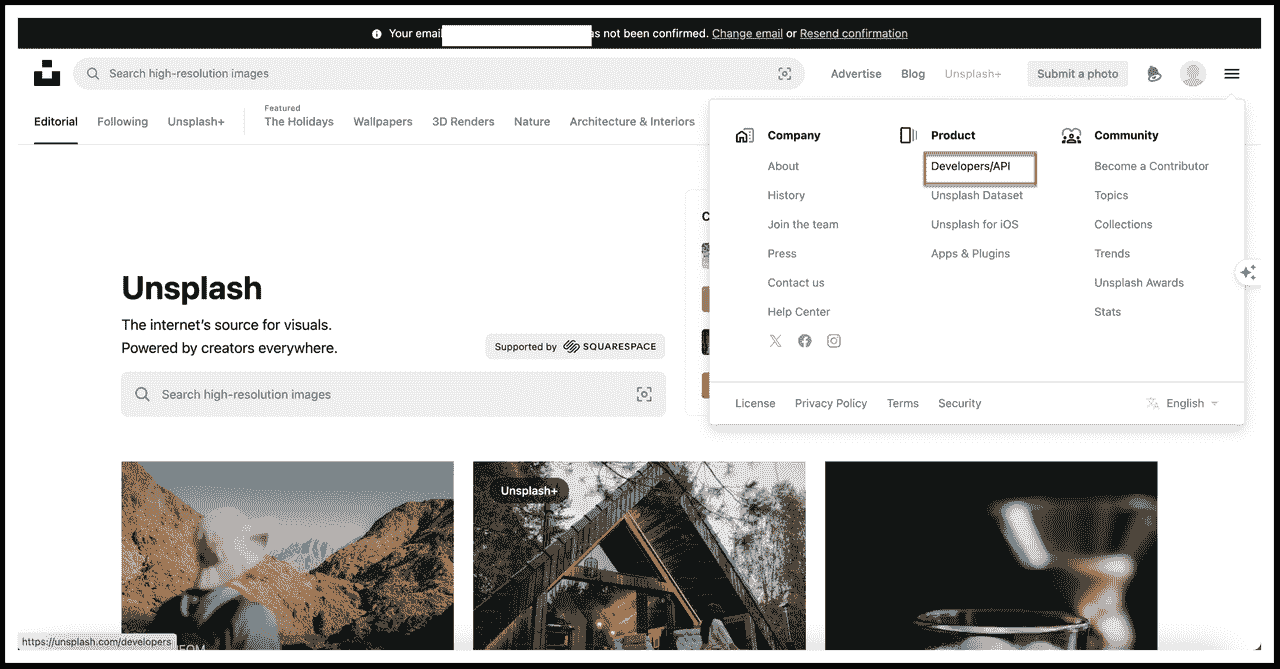 Your email
as not been confirmed. Change email or Resend confirmation
Search high-resolution images
Advertise
Blog
Unsplash+
Submit a photo
Editorial
Following
Unsplash+
Featured
The Holidays
Wallpapers
3D Renders
Nature
Architecture & Interiors
Company
About
History
Join the team
Press
Contact us
Help Center
Product
Developers/API
Unsplash Dataset
Unsplash for iOS
Apps & Plugins
Community
Become a Contributor
Topics
Collections
Trends
Unsplash Awards
Stats
License
Privacy Policy
Terms
Security
English
Unsplash
The internet's source for visuals.
Powered by creators everywhere.
Supported by SQUARESPACE
Search high-resolution images
Unsplash+
https://unsplash.com/developers